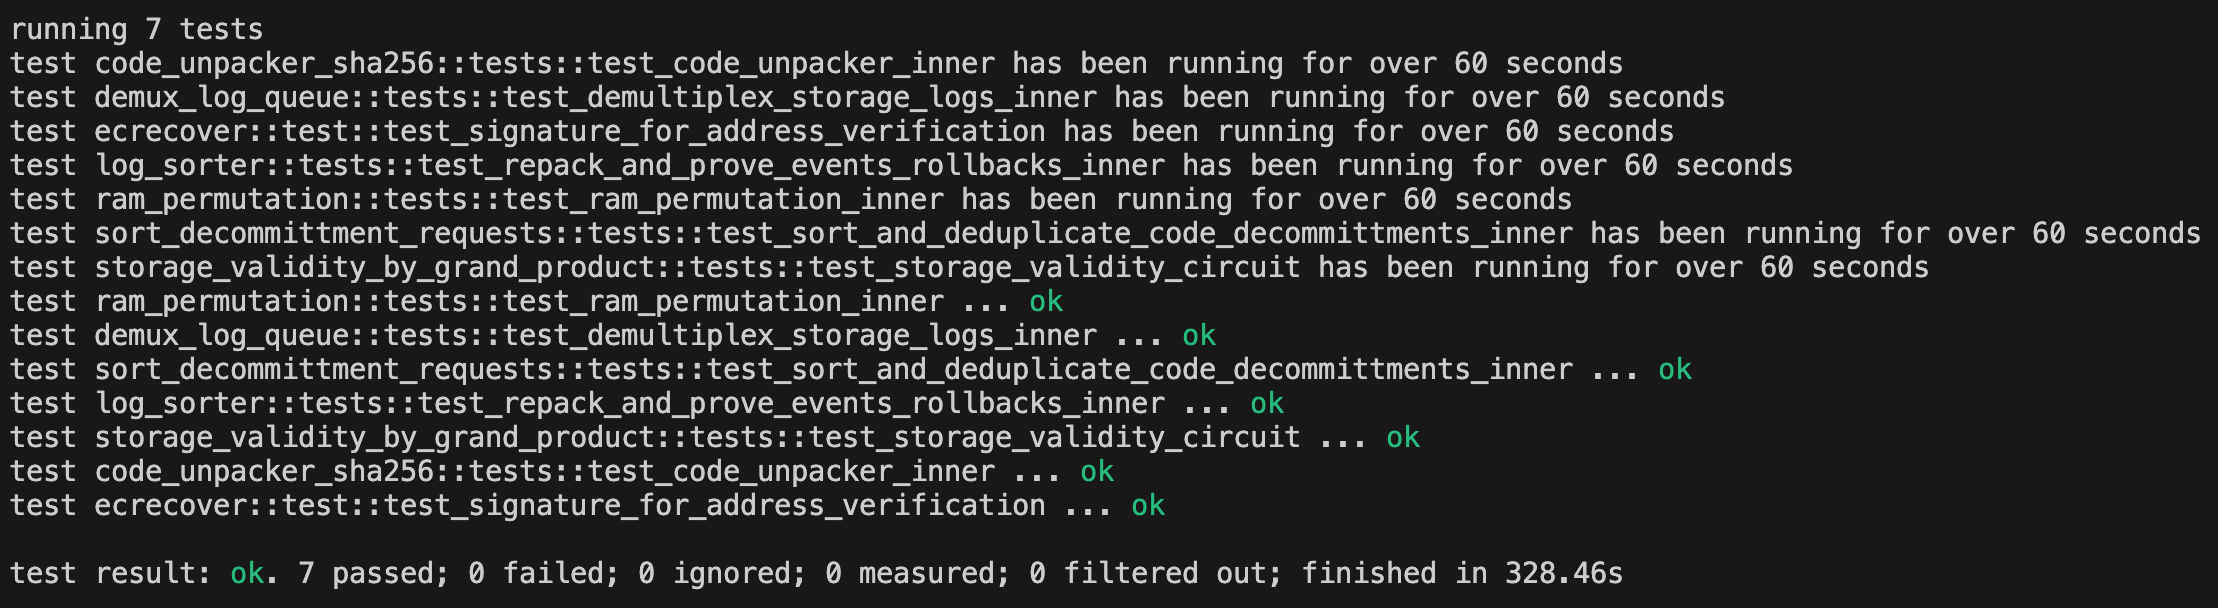 running 7 tests
test code_unpacker_sha256::tests::test_code_unpacker_inner has been running for over 60 seconds
test demux_log_queue::tests::test_demultiplex_storage_logs_inner has been running for over 60 seconds
test ecrecover::test::test_signature_for_address_verification has been running for over 60 seconds
test log_sorter::tests::test_repack_and_prove_events_rollbacks_inner has been running for over 60 seconds
test ram_permutation::tests::test_ram_permutation_inner has been running for over 60 seconds
test sort_decommittment_requests::tests::test_sort_and_deduplicate_code_decommittments_inner has been running for over 60 seconds
test storage_validity_by_grand_product::tests::test_storage_validity_circuit has been running for over 60 seconds
test ram_permutation::tests::test_ram_permutation_inner ... ok
test demux_log_queue::tests::test_demultiplex_storage_logs_inner ... ok
test sort_decommittment_requests::tests::test_sort_and_deduplicate_code_decommittments_inner ... ok
test log_sorter::tests::test_repack_and_prove_events_rollbacks_inner ... ok
test storage_validity_by_grand_product::tests::test_storage_validity_circuit ... ok
test code_unpacker_sha256::tests::test_code_unpacker_inner ... ok
test ecrecover::test::test_signature_for_address_verification ... ok
test result: ok. 7 passed; 0 failed; 0 ignored; 0 measured; 0 filtered out; finished in 328.46s